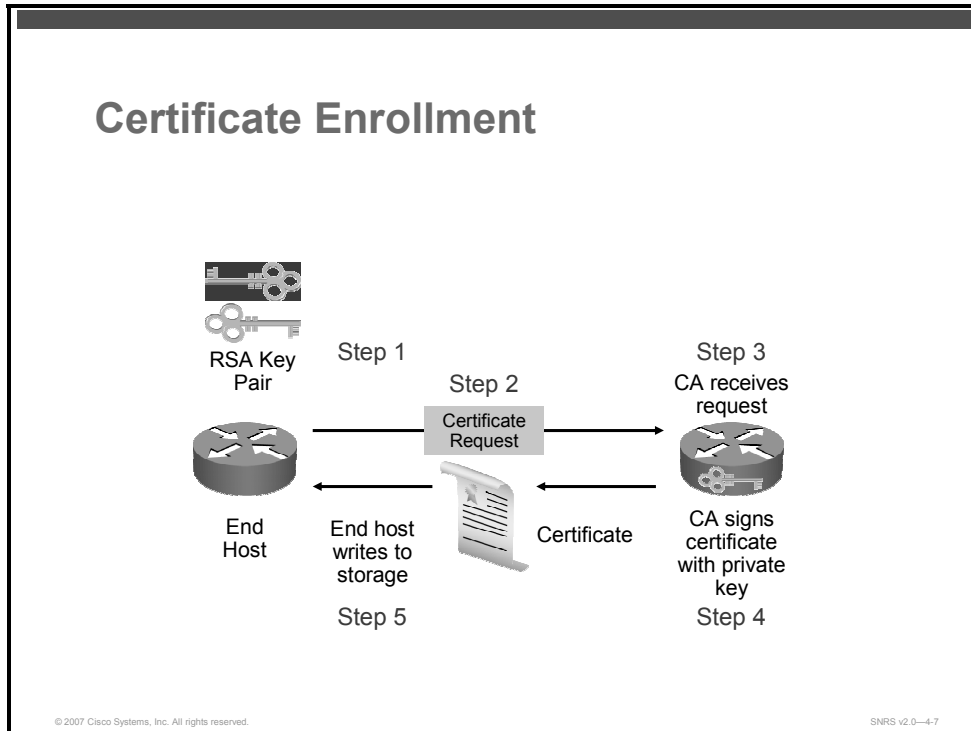 Certificate Enrollment
RSA Key
Pair
Step 1
Step 2
Certificate
Request
Step 3
CA receives
request
End
Host
End host
writes to
storage
Step 5
Certificate
CA signs
certificate
with private
key
Step 4
© 2007 Cisco Systems, Inc. All rights reserved.
SNRS v2.0—4-7